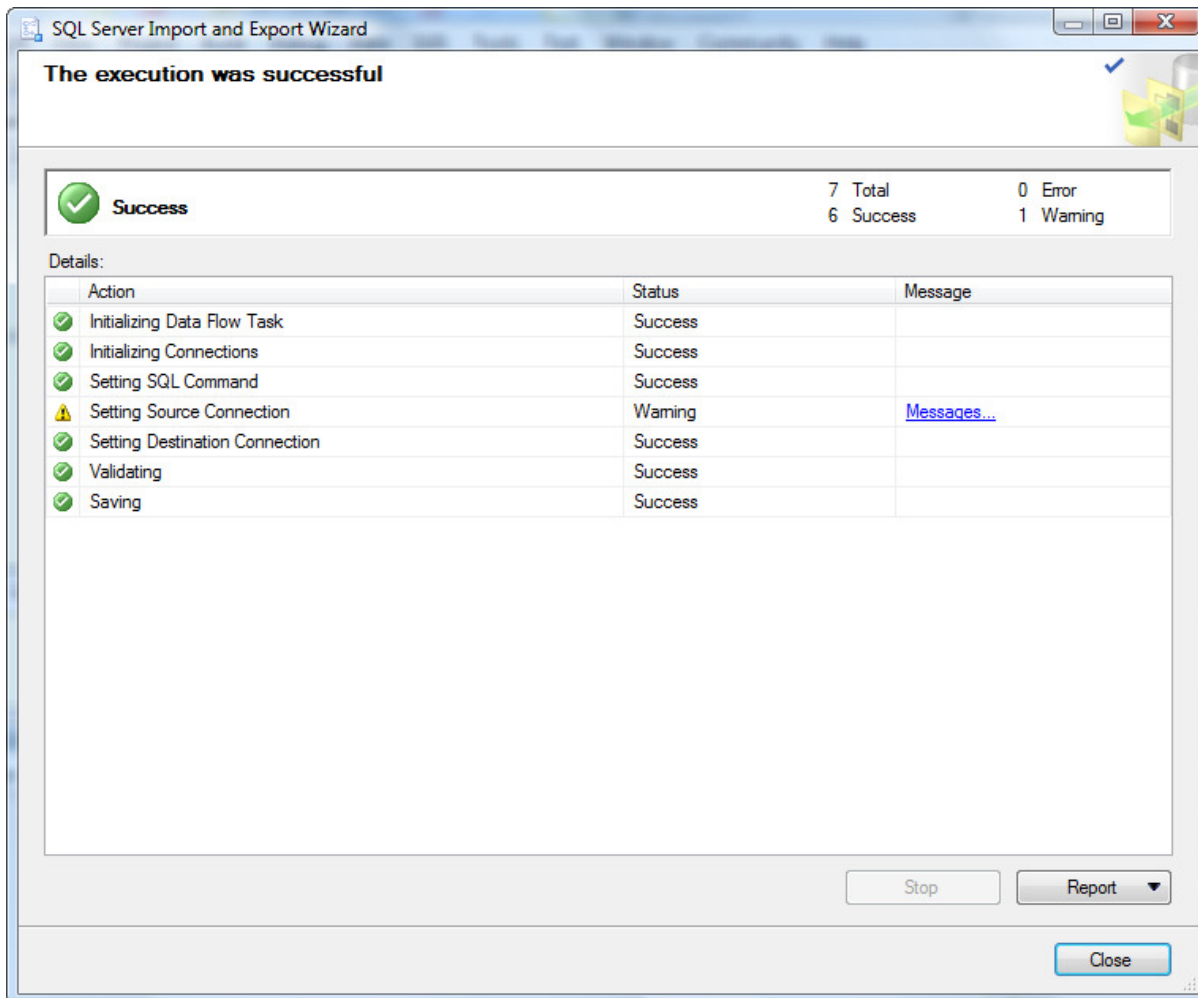 SQL Server Import and Export Wizard
The execution was successful
Success
7 Total 0 Error
6 Success 1 Warning
Details:
Action Status Message
Initializing Data Flow Task Success
Initializing Connections Success
Setting SQL Command Success
Setting Source Connection Warning Messages...
Setting Destination Connection Success
Validating Success
Saving Success
Stop Report
Close